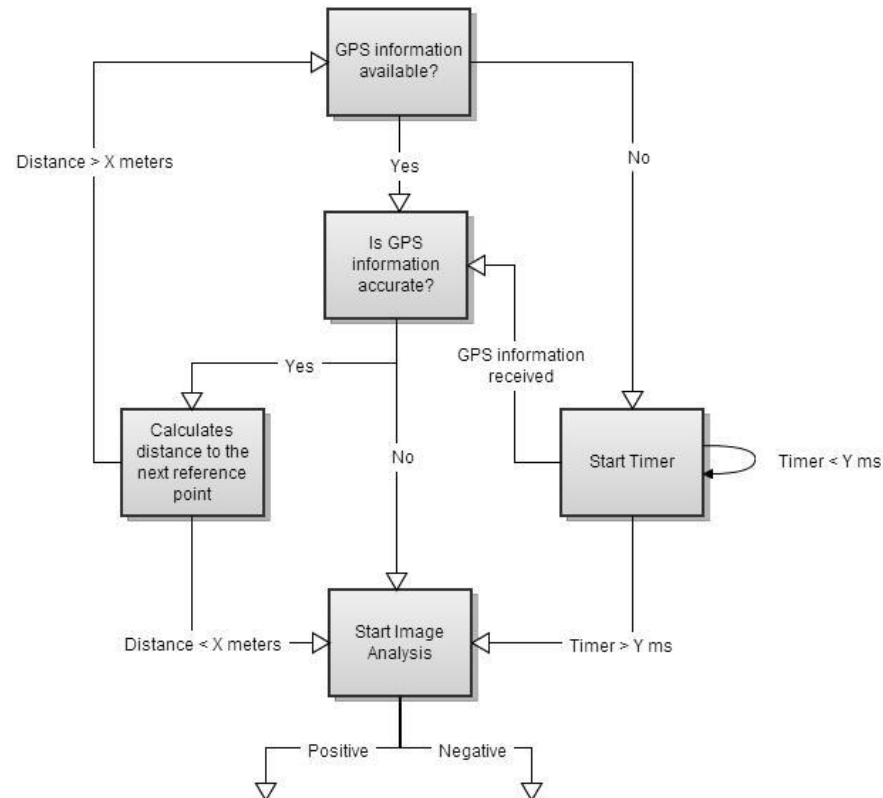 GPS information
available?
Distance > X meters
No
Yes
Is GPS
information
accurate?
GPS information
received
Yes
Calculates
distance to the
next reference
point
No
Start Timer
Timer < Y ms
Distance < X meters
Start Image
Analysis
Timer > Y ms
Positive
Negative